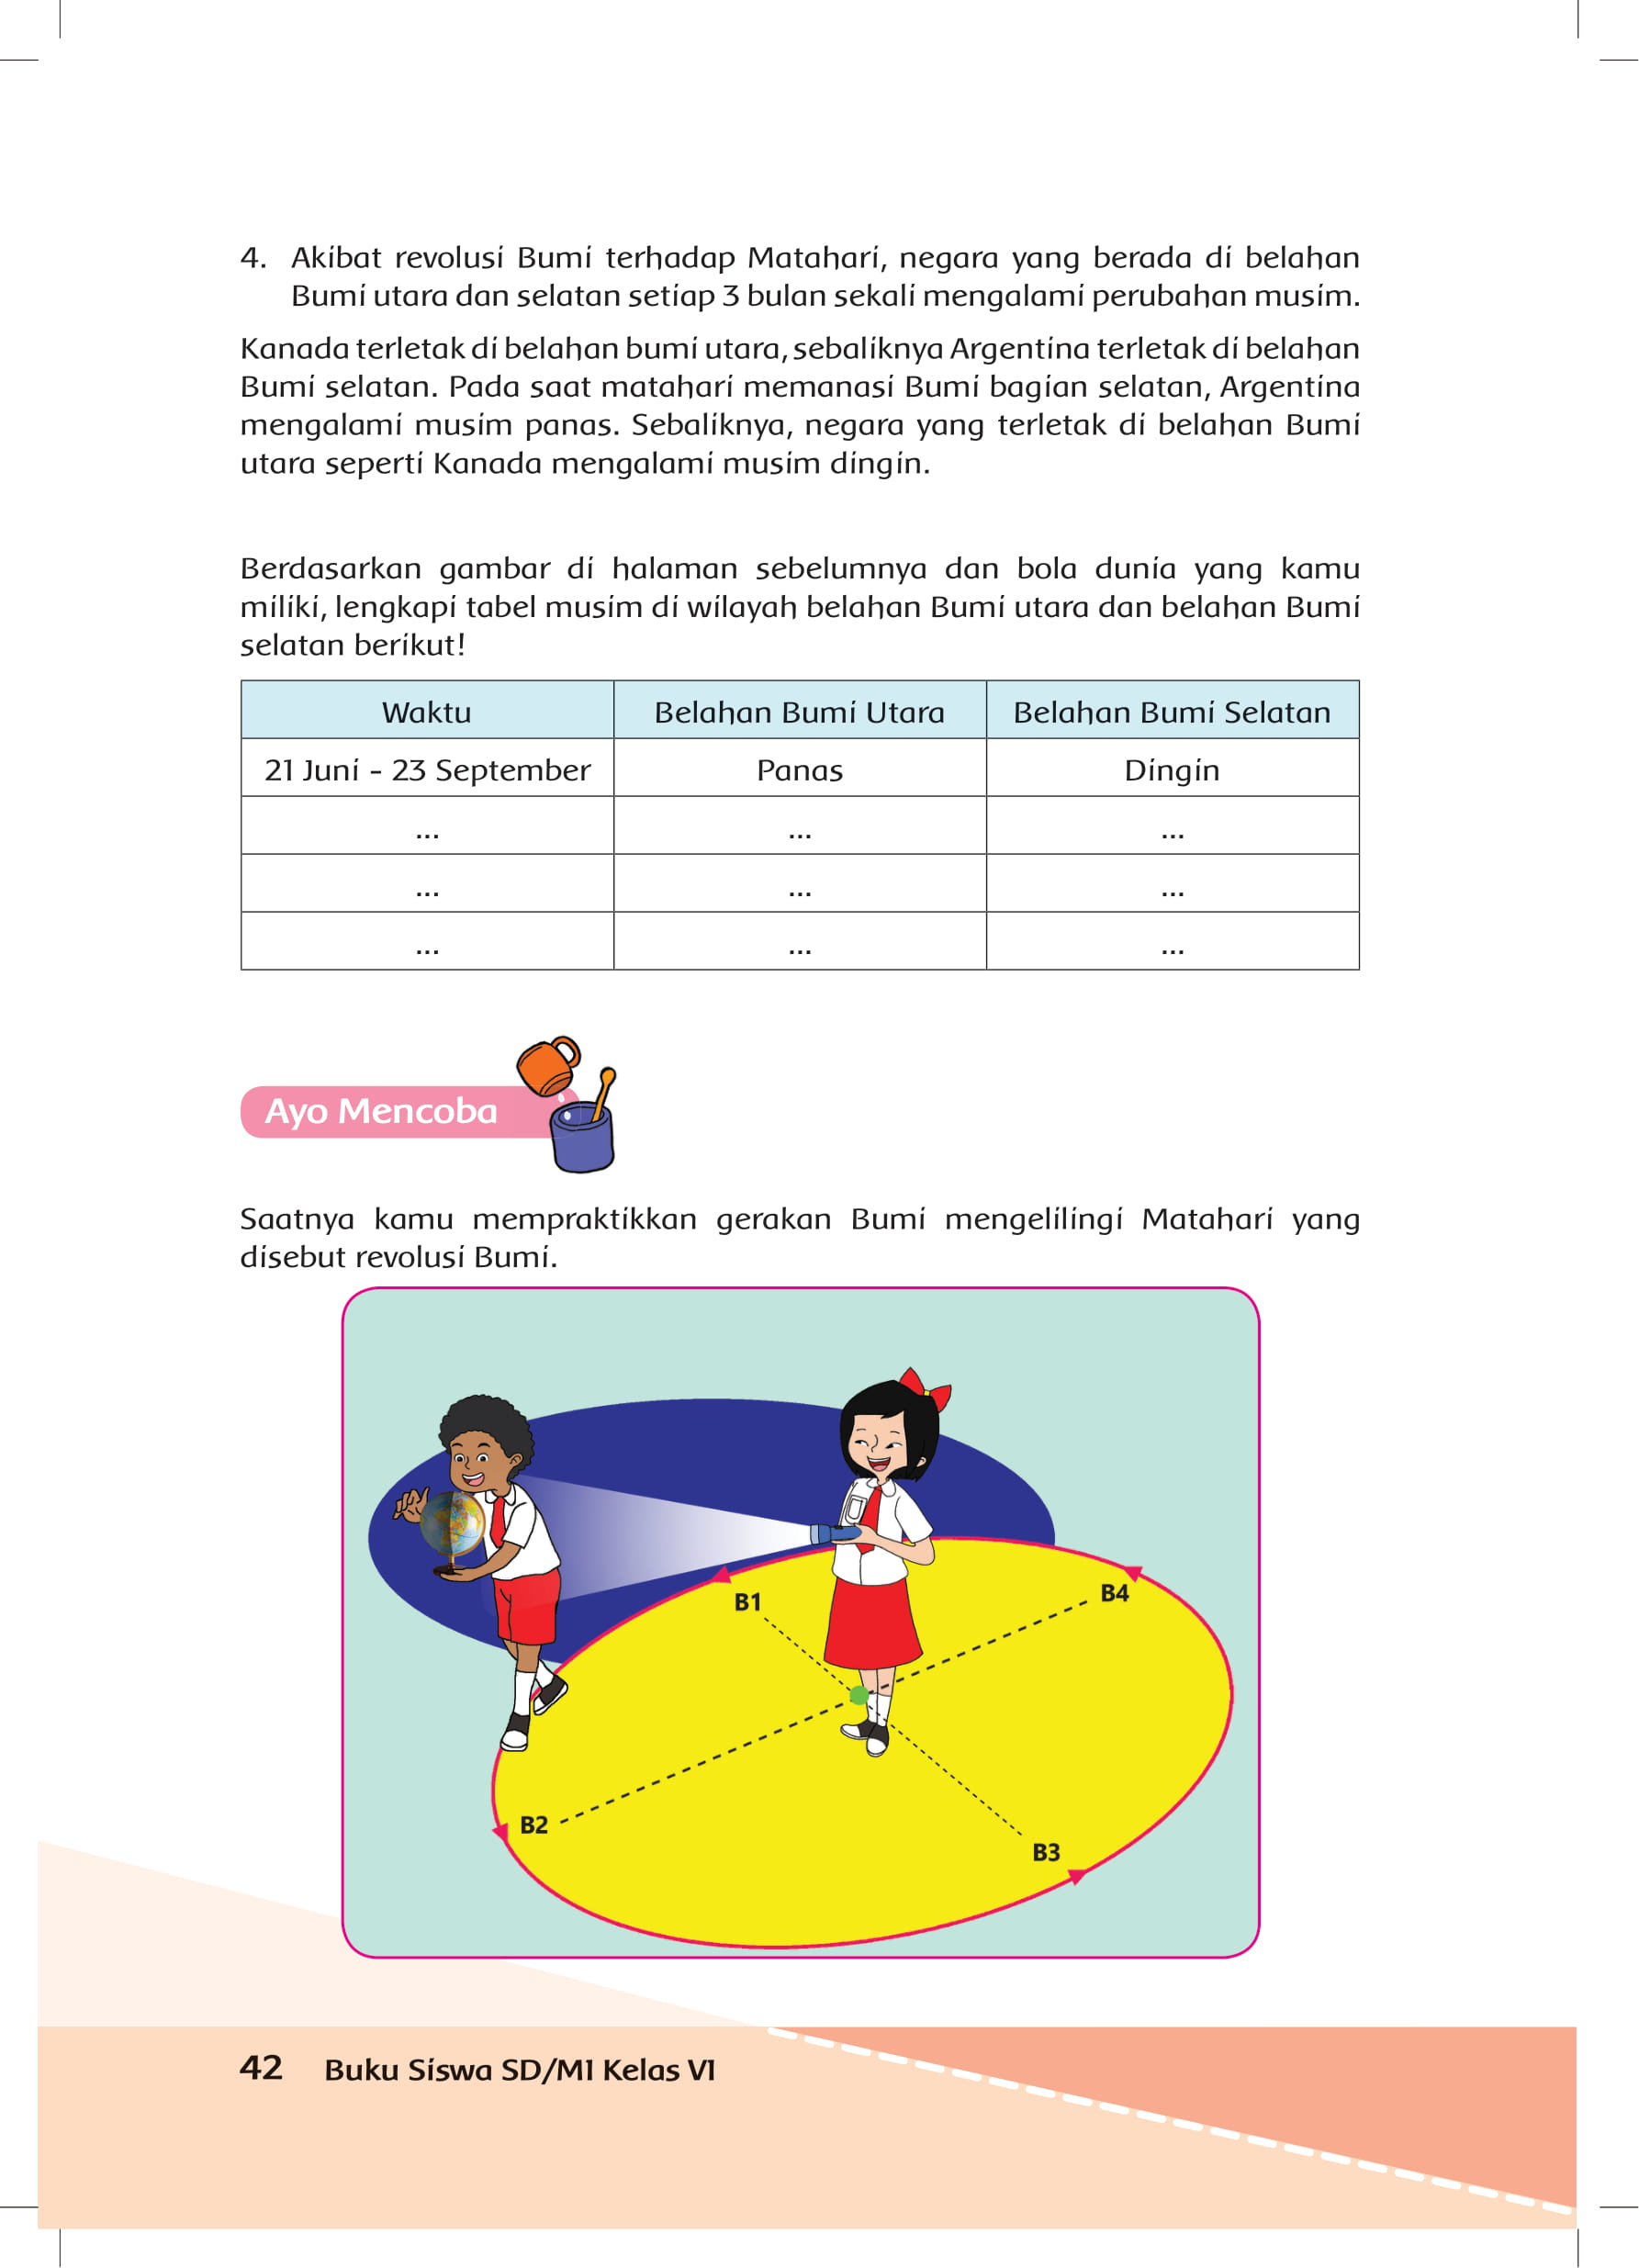 4. Akibat revolusi Bumi terhadap Matahari, negara yang berada di belahan
Bumi utara dan selatan setiap 3 bulan sekali mengalami perubahan musim.
Kanada terletak di belahan bumi utara, sebaliknya Argentina terletak di belahan
Bumi selatan. Pada saat matahari memanasi Bumi bagian selatan, Argentina
mengalami musim panas. Sebaliknya, negara yang terletak di belahan Bumi
utara seperti Kanada mengalami musim dingin.
Berdasarkan gambar di halaman sebelumnya dan bola dunia yang kamu
miliki, lengkapi tabel musim di wilayah belahan Bumi utara dan belahan Bumi
selatan berikut!
Waktu Belahan Bumi Utara Belahan Bumi Selatan
21 Juni - 23 September Panas Dingin
... ... ...
... ... ...
... ... ...
Ayo Mencoba
Saatnya kamu mempraktikkan gerakan Bumi mengelilingi Matahari yang
disebut revolusi Bumi.
B1
B4
B2
B3
42 Buku Siswa SD/MI Kelas VI